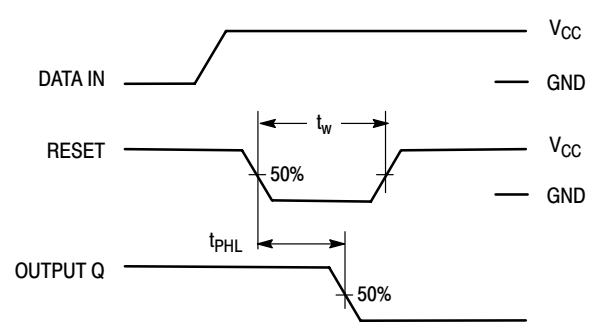 V_CC
DATA IN
GND
t_w
RESET
V_CC
50%
GND
t_PHL
OUTPUT Q
50%